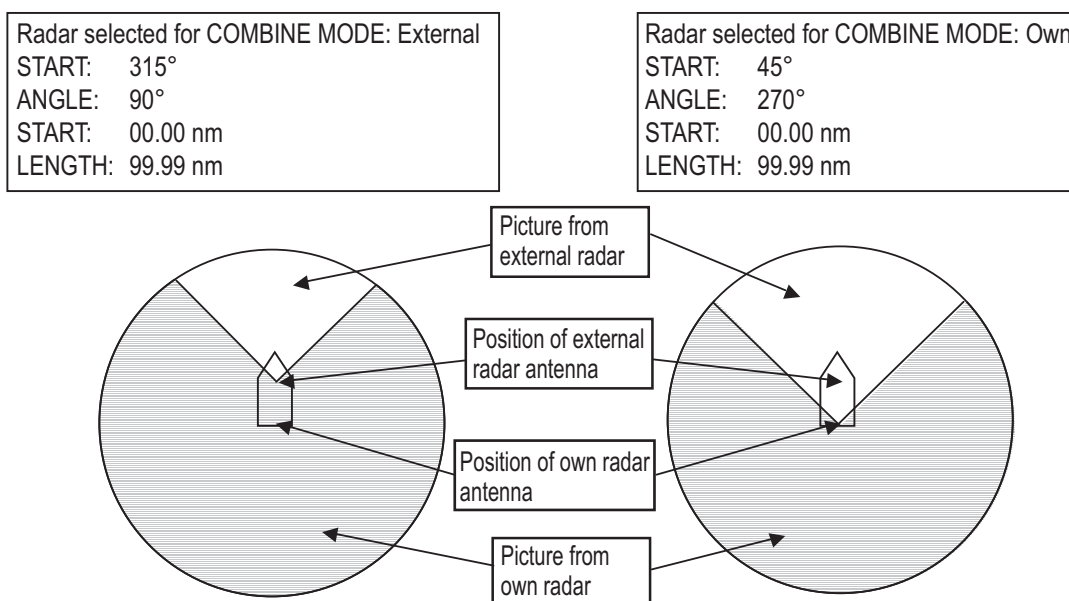 Radar selected for COMBINE MODE: External
START: 315°
ANGLE: 90°
START: 00.00 nm
LENGTH: 99.99 nm
Radar selected for COMBINE MODE: Own
START: 45°
ANGLE: 270°
START: 00.00 nm
LENGTH: 99.99 nm
Picture from
external radar
Position of external
radar antenna
Position of own radar
antenna
Picture from
own radar